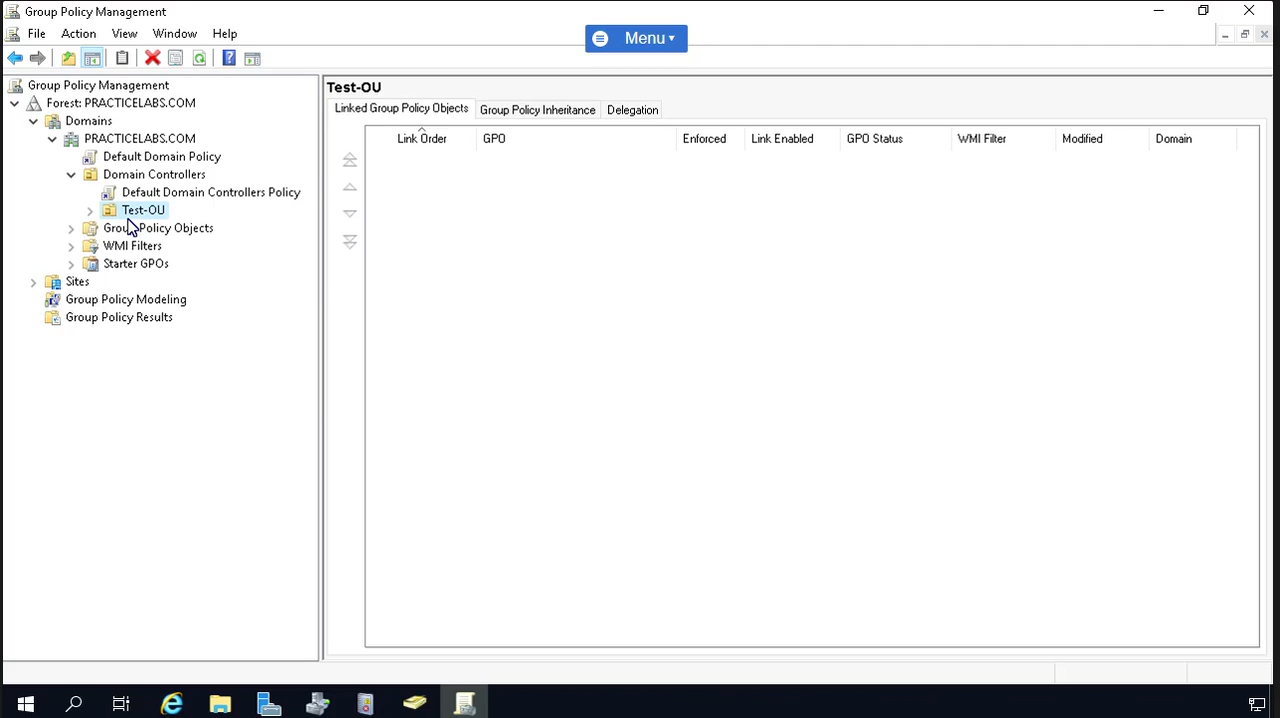 Group Policy Management
File Action View Window Help
Menu
Group Policy Management
Forest: PRACTICELABS.COM
Domains
PRACTICELABS.COM
Default Domain Policy
Domain Controllers
Default Domain Controllers Policy
Test-OU
Group Policy Objects
WMI Filters
Starter GPOs
Sites
Group Policy Modeling
Group Policy Results
Test-OU
Linked Group Policy Objects Group Policy Inheritance Delegation
Link Order GPO Enforced Link Enabled GPO Status WMI Filter Modified Domain